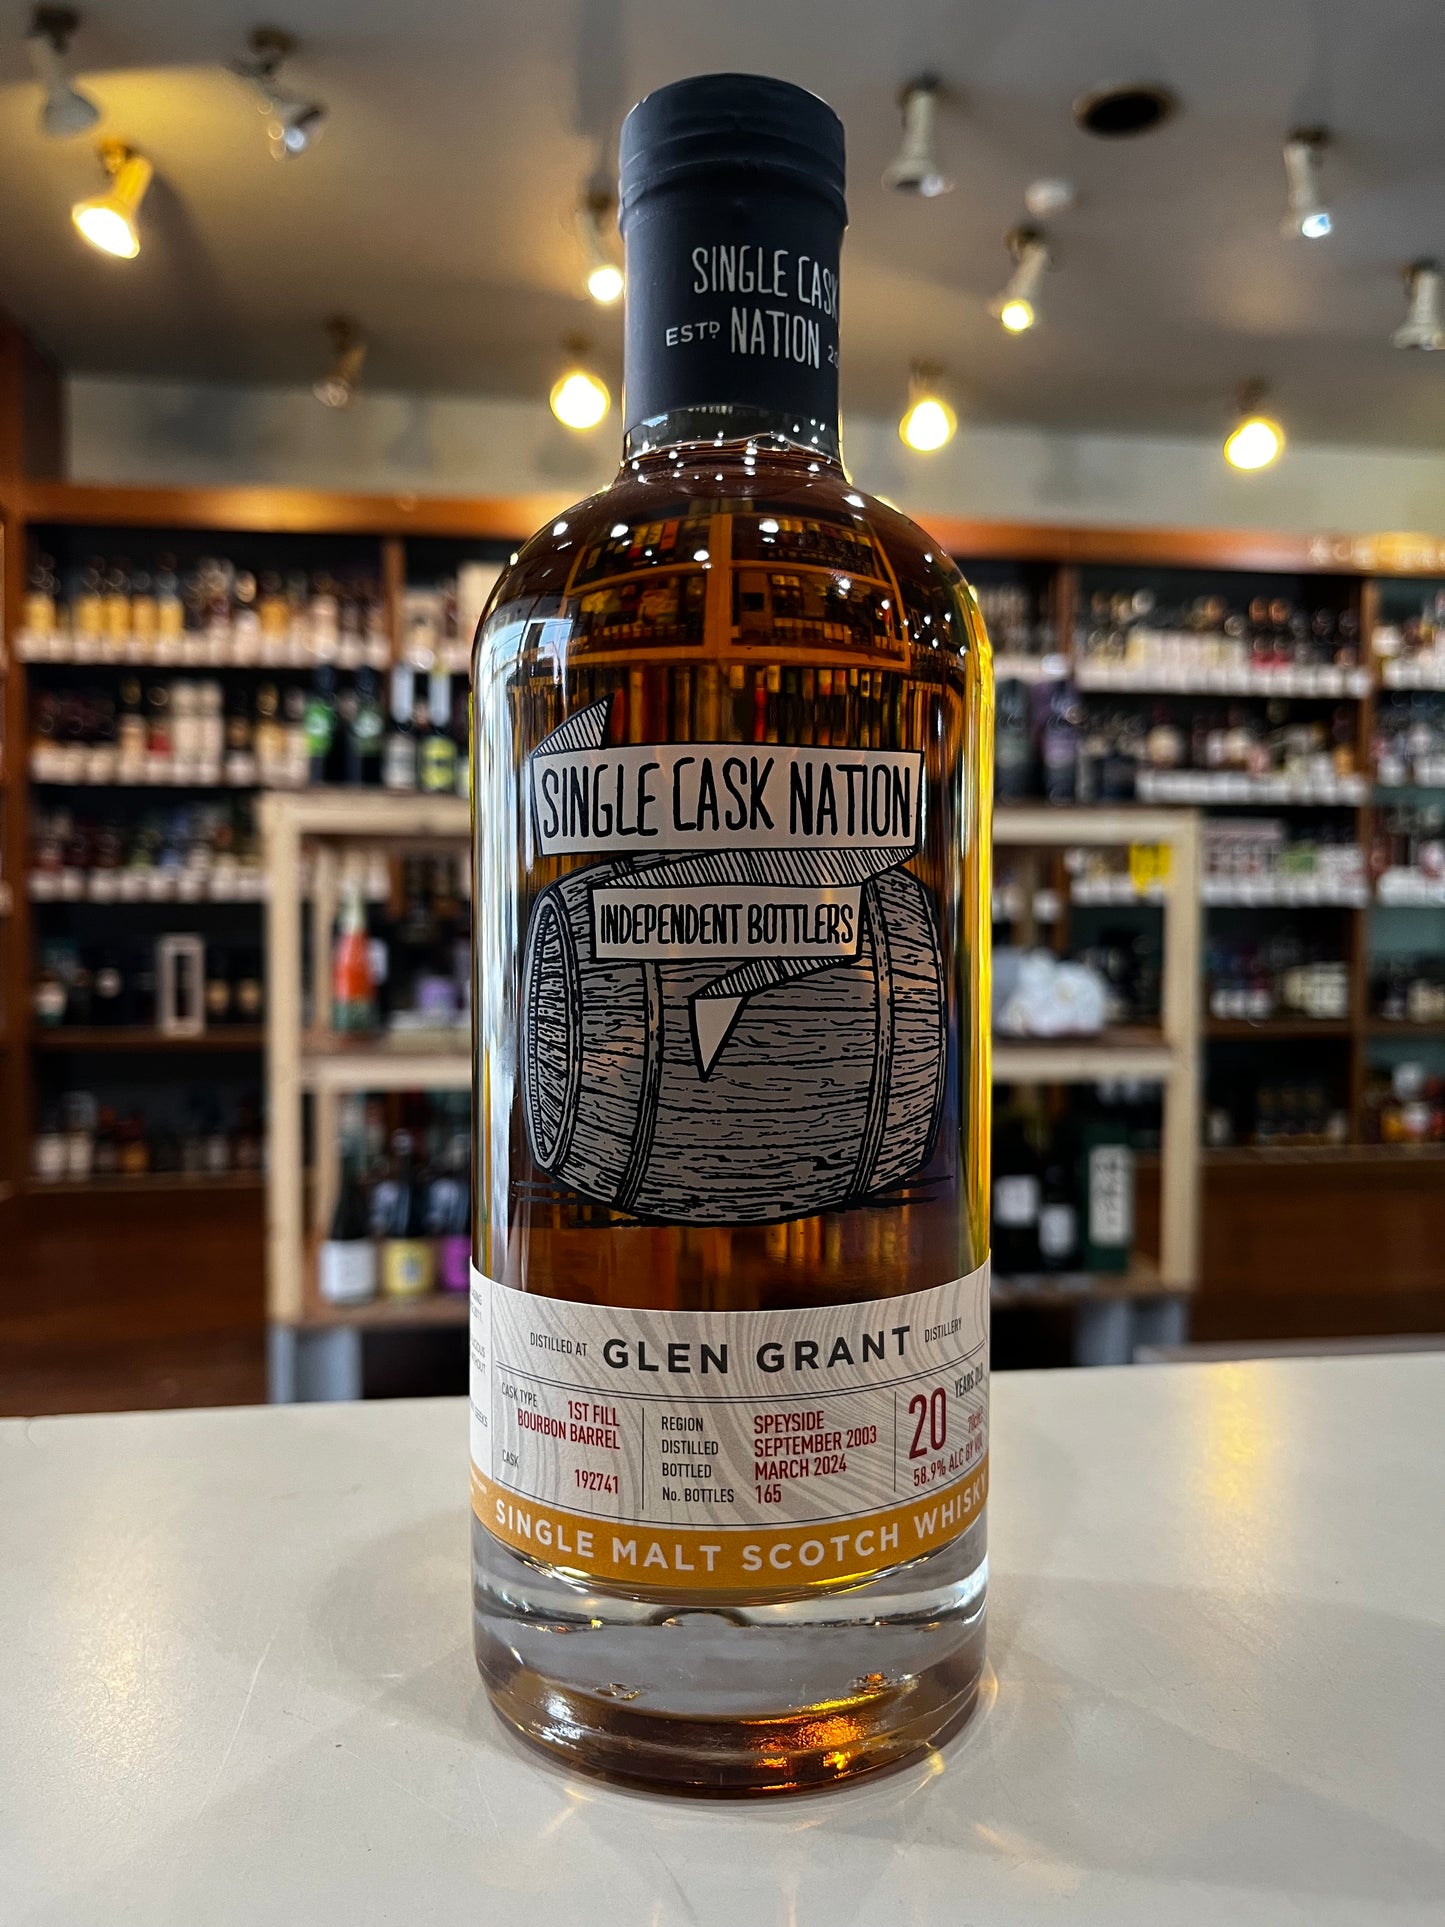 SINGLE CASK
ESTD NATION
SINGLE CASK NATION
INDEPENDENT BOTTLERS
DISTILLED AT GLEN GRANT DISTILLERY
CASK TYPE
1ST FILL
BOURBON BARREL
CASK
192741
REGION SPEYSIDE
DISTILLED SEPTEMBER 2003
BOTTLED MARCH 2024
No. BOTTLES 165
20 YEARS OLD
70cl
58.9% ALC BY VOL
SINGLE MALT SCOTCH WHISKY